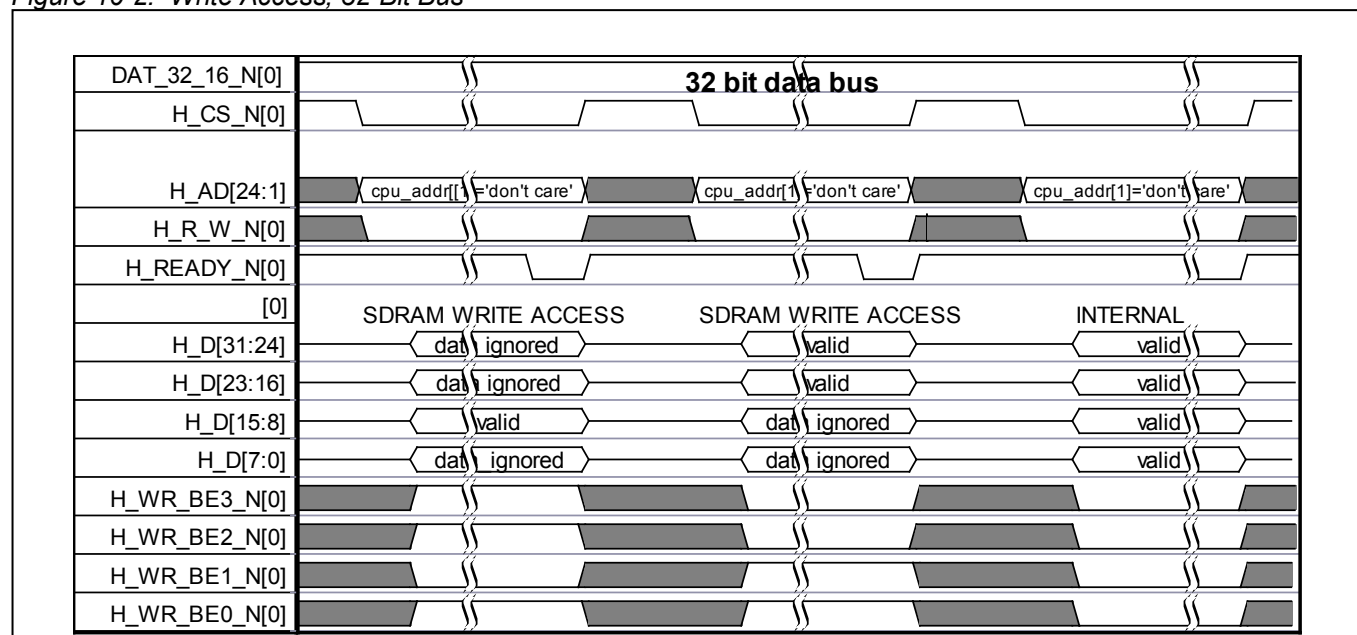 Figure 10-2. Write Access, 32 Bit Bus
DAT_32_16_N[0] 32 bit data bus
H_CS_N[0]
H_AD[24:1] cpu_addr[[1]='don't care' cpu_addr[1]='don't care' cpu_addr[1]='don't care'
H_R_W_N[0]
H_READY_N[0]
[0] SDRAM WRITE ACCESS SDRAM WRITE ACCESS INTERNAL
H_D[31:24] data ignored valid valid
H_D[23:16] data ignored valid valid
H_D[15:8] valid data ignored valid
H_D[7:0] data ignored data ignored valid
H_WR_BE3_N[0]
H_WR_BE2_N[0]
H_WR_BE1_N[0]
H_WR_BE0_N[0]